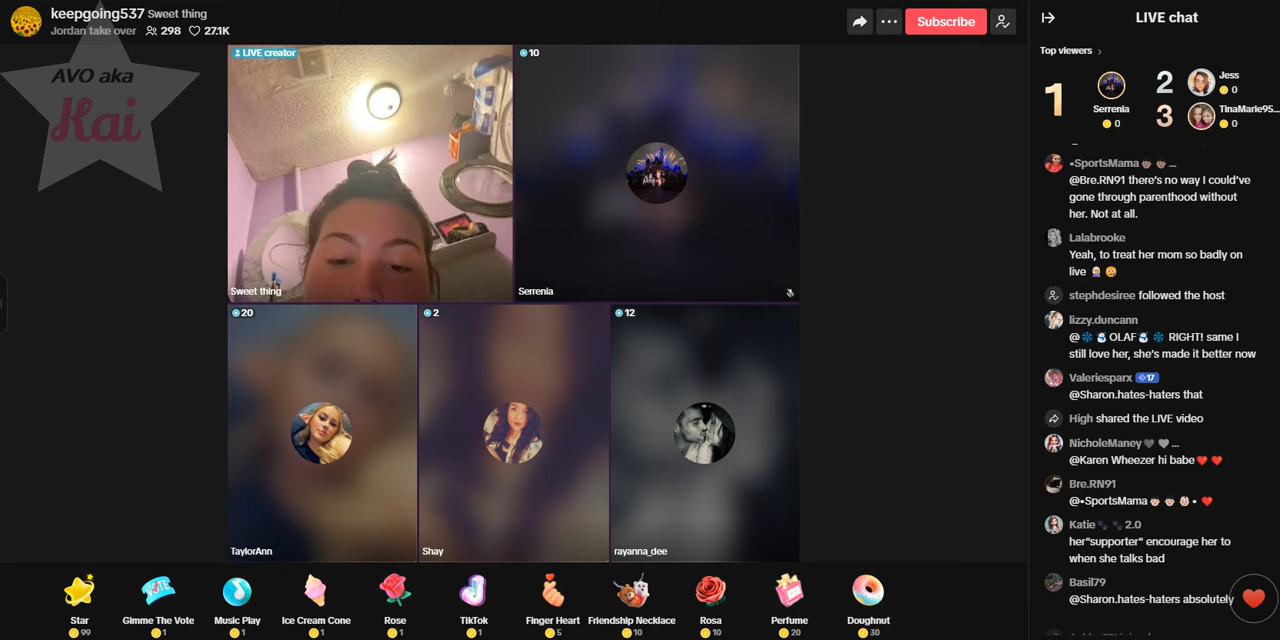 keepgoing537 Sweet thing
Jordan take over 298 27.1K
Subscribe
AVO aka
Kai
LIVE creator
Sweet thing
10
Serrenia
20
TaylorAnn
2
Shay
12
rayanna_dee
Star
99
Gimme The Vote
1
Music Play
1
Ice Cream Cone
1
Rose
1
TikTok
1
Finger Heart
5
Friendship Necklace
10
Rosa
10
Perfume
20
Doughnut
30
LIVE chat
Top viewers
1
Serrenia
0
2
Jess
0
3
TinaMarie95...
0
•SportsMama ...
@Bre.RN91 there's no way I could've
gone through parenthood without
her. Not at all.
Lalabrooke
Yeah, to treat her mom so badly on
live
stephdesiree followed the host
lizzy.duncann
@❄️⛄OLAF⛄❄️ RIGHT! same I
still love her, she's made it better now
Valeriesparx 17
@Sharon.hates-haters that
High shared the LIVE video
NicholeManey ...
@Karen Wheezer hi babe❤️❤️
Bre.RN91
@•SportsMama • ❤️
Katie 🐾🐾2.0
her"supporter" encourage her to
when she talks bad
Basil79
@Sharon.hates-haters absolutely